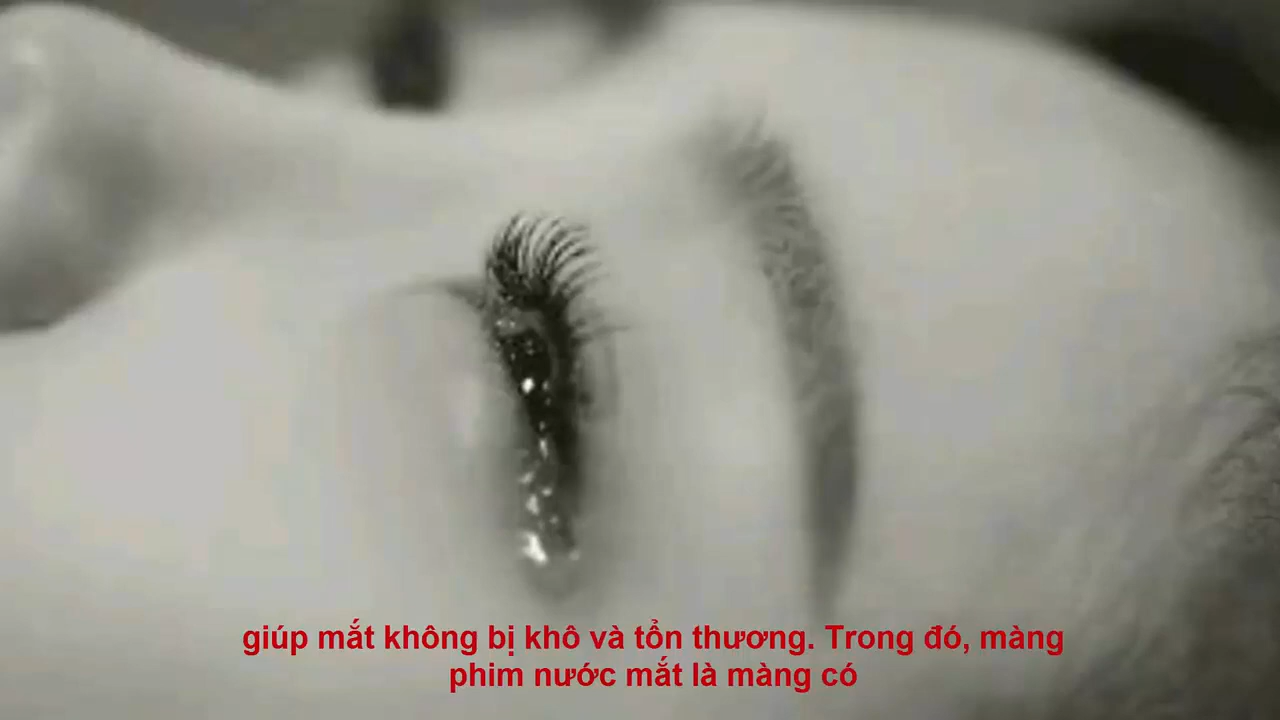 giúp mắt không bị khô và tổn thương. Trong đó, màng
phim nước mắt là màng có